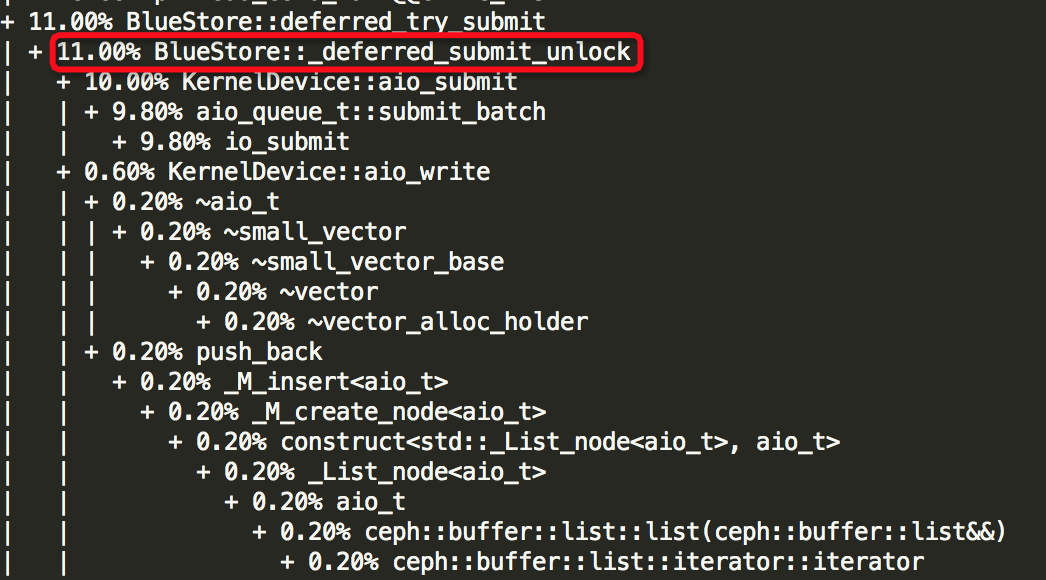 + 11.00% BlueStore::deferred_try_submit
| + 11.00% BlueStore::_deferred_submit_unlock
|   + 10.00% KernelDevice::aio_submit
|   | + 9.80% aio_queue_t::submit_batch
|   |   + 9.80% io_submit
|   + 0.60% KernelDevice::aio_write
|   | + 0.20% ~aio_t
|   | | + 0.20% ~small_vector
|   | |   + 0.20% ~small_vector_base
|   | |     + 0.20% ~vector
|   | |       + 0.20% ~vector_alloc_holder
|   | + 0.20% push_back
|   |   + 0.20% _M_insert<aio_t>
|   |     + 0.20% _M_create_node<aio_t>
|   |       + 0.20% construct<std::_List_node<aio_t>, aio_t>
|   |         + 0.20% _List_node<aio_t>
|   |           + 0.20% aio_t
|   |             + 0.20% ceph::buffer::list::list(ceph::buffer::list&&)
|   |               + 0.20% ceph::buffer::list::iterator::iterator